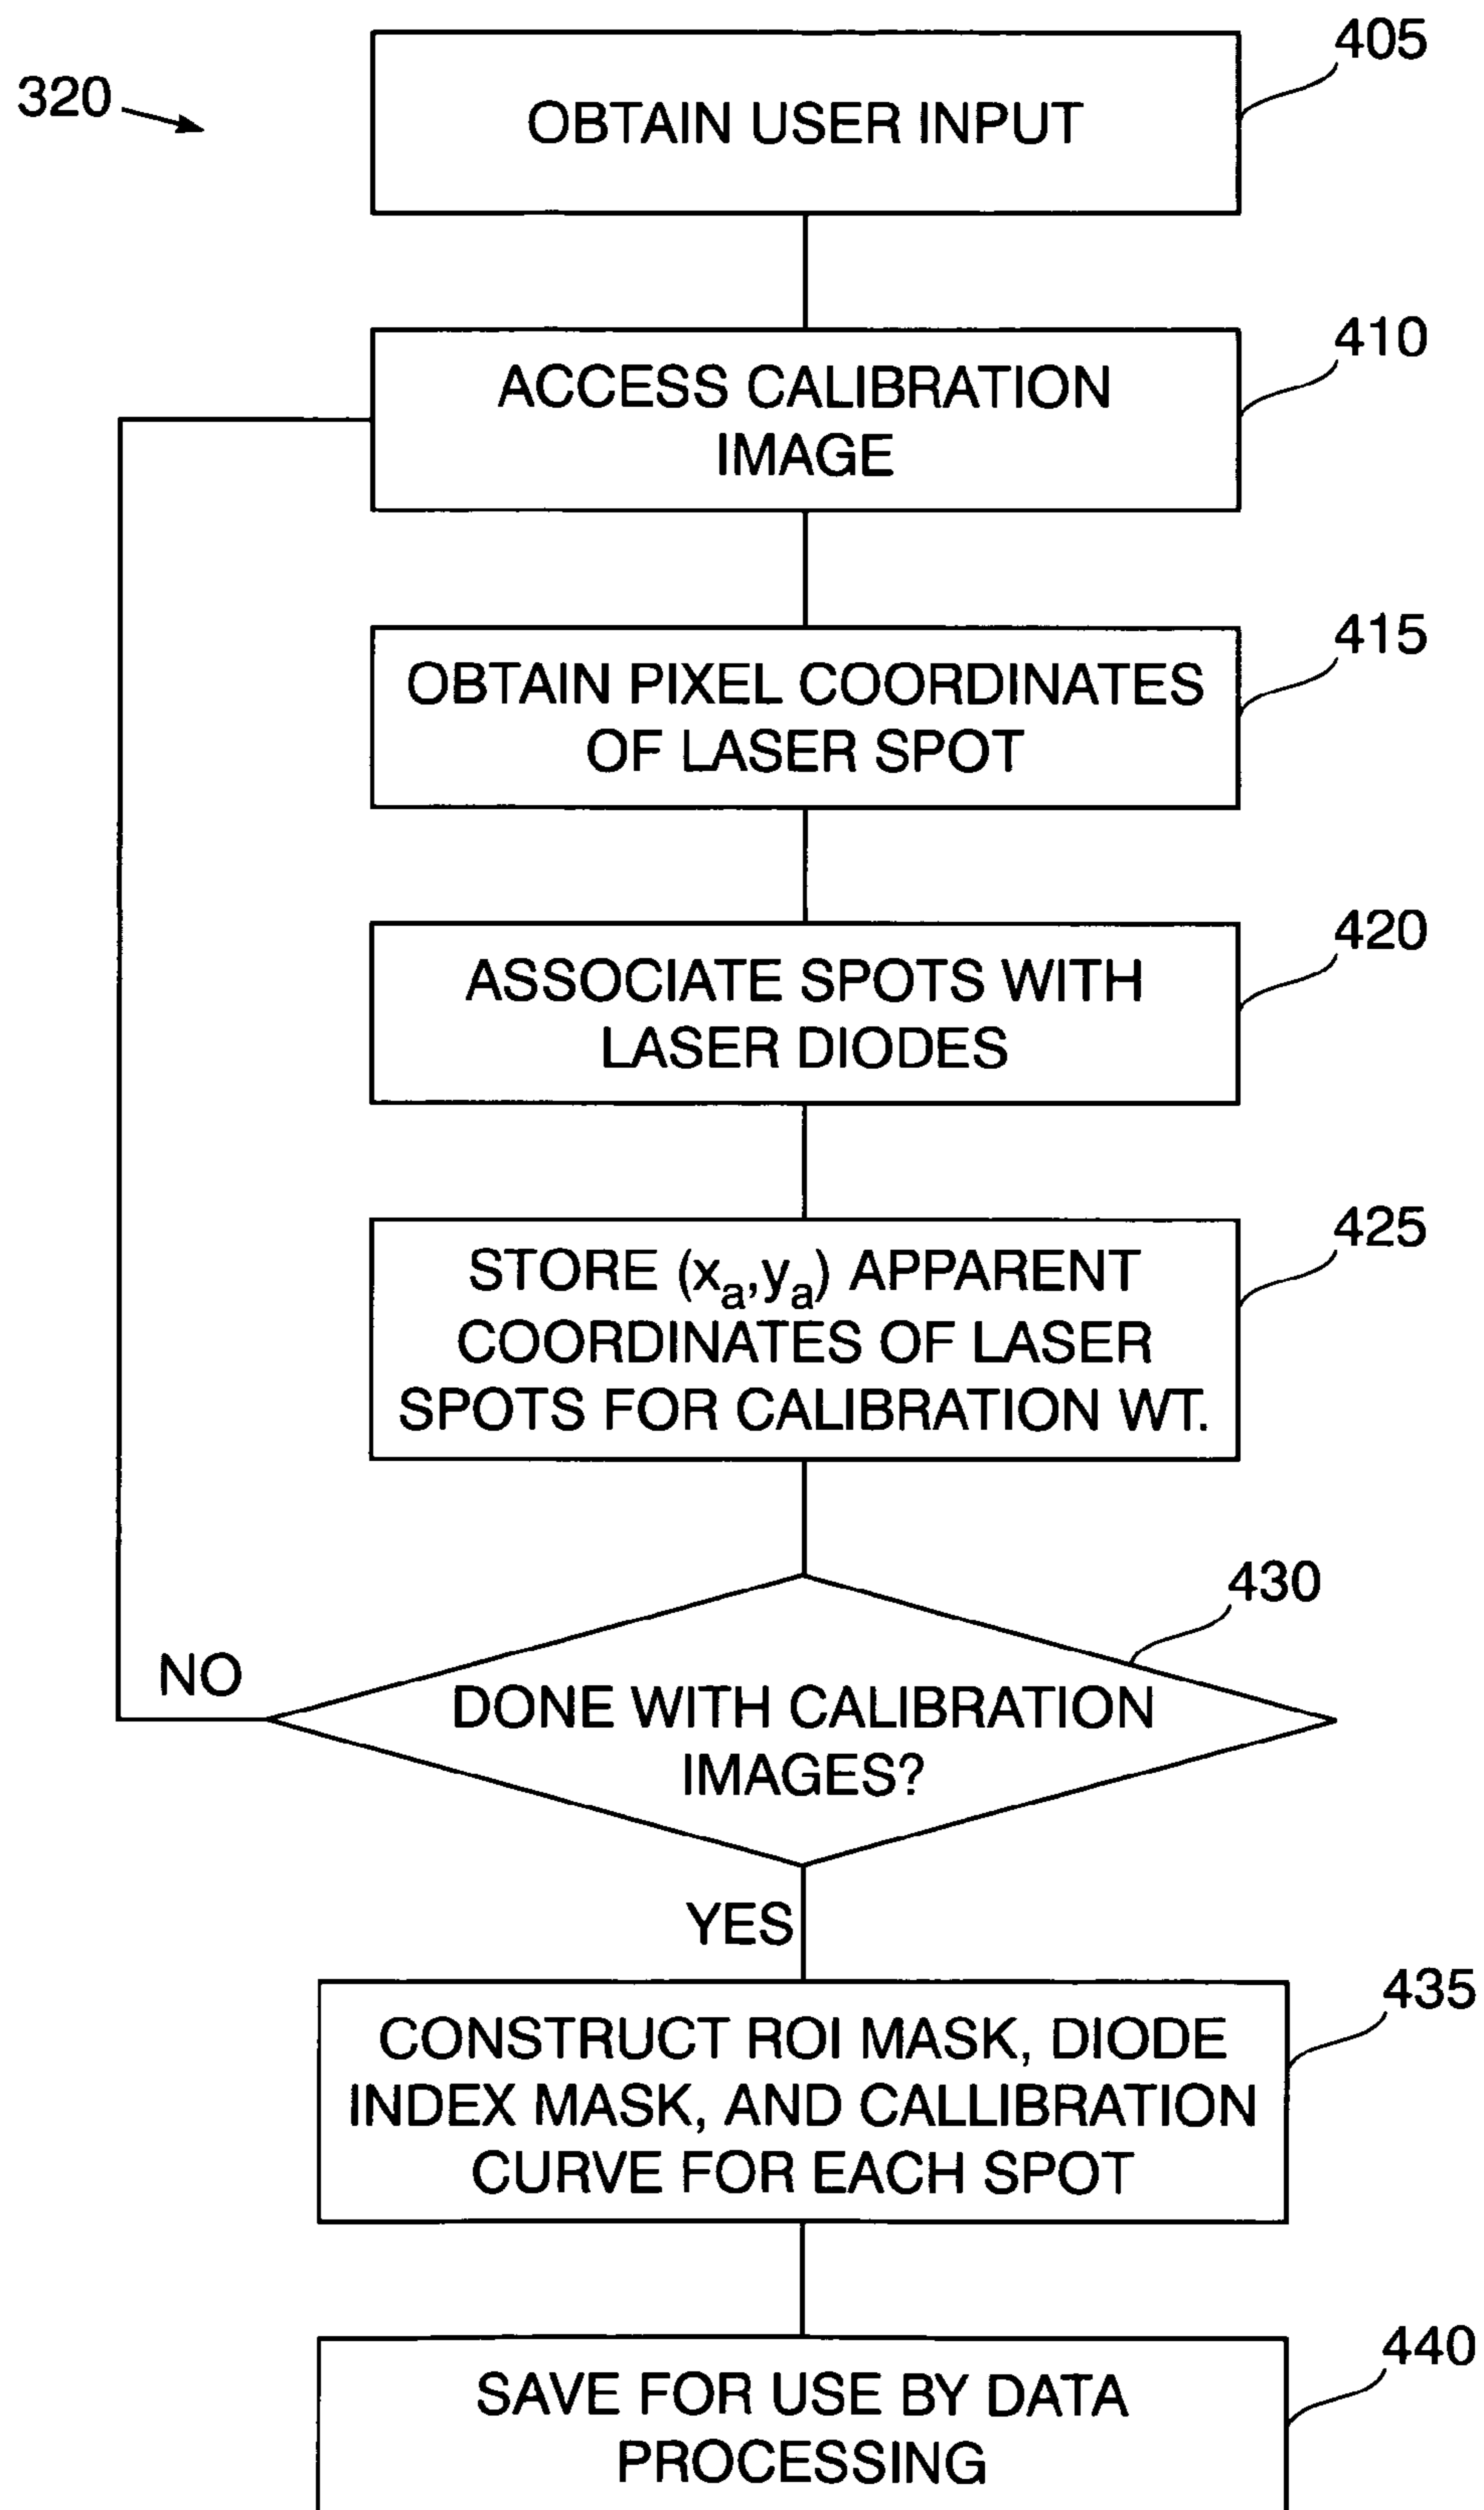 320
405
OBTAIN USER INPUT
410
ACCESS CALIBRATION
IMAGE
415
OBTAIN PIXEL COORDINATES
OF LASER SPOT
420
ASSOCIATE SPOTS WITH
LASER DIODES
425
STORE (xa,ya) APPARENT
COORDINATES OF LASER
SPOTS FOR CALIBRATION WT.
430
NO
DONE WITH CALIBRATION
IMAGES?
YES
435
CONSTRUCT ROI MASK, DIODE
INDEX MASK, AND CALLIBRATION
CURVE FOR EACH SPOT
440
SAVE FOR USE BY DATA
PROCESSING